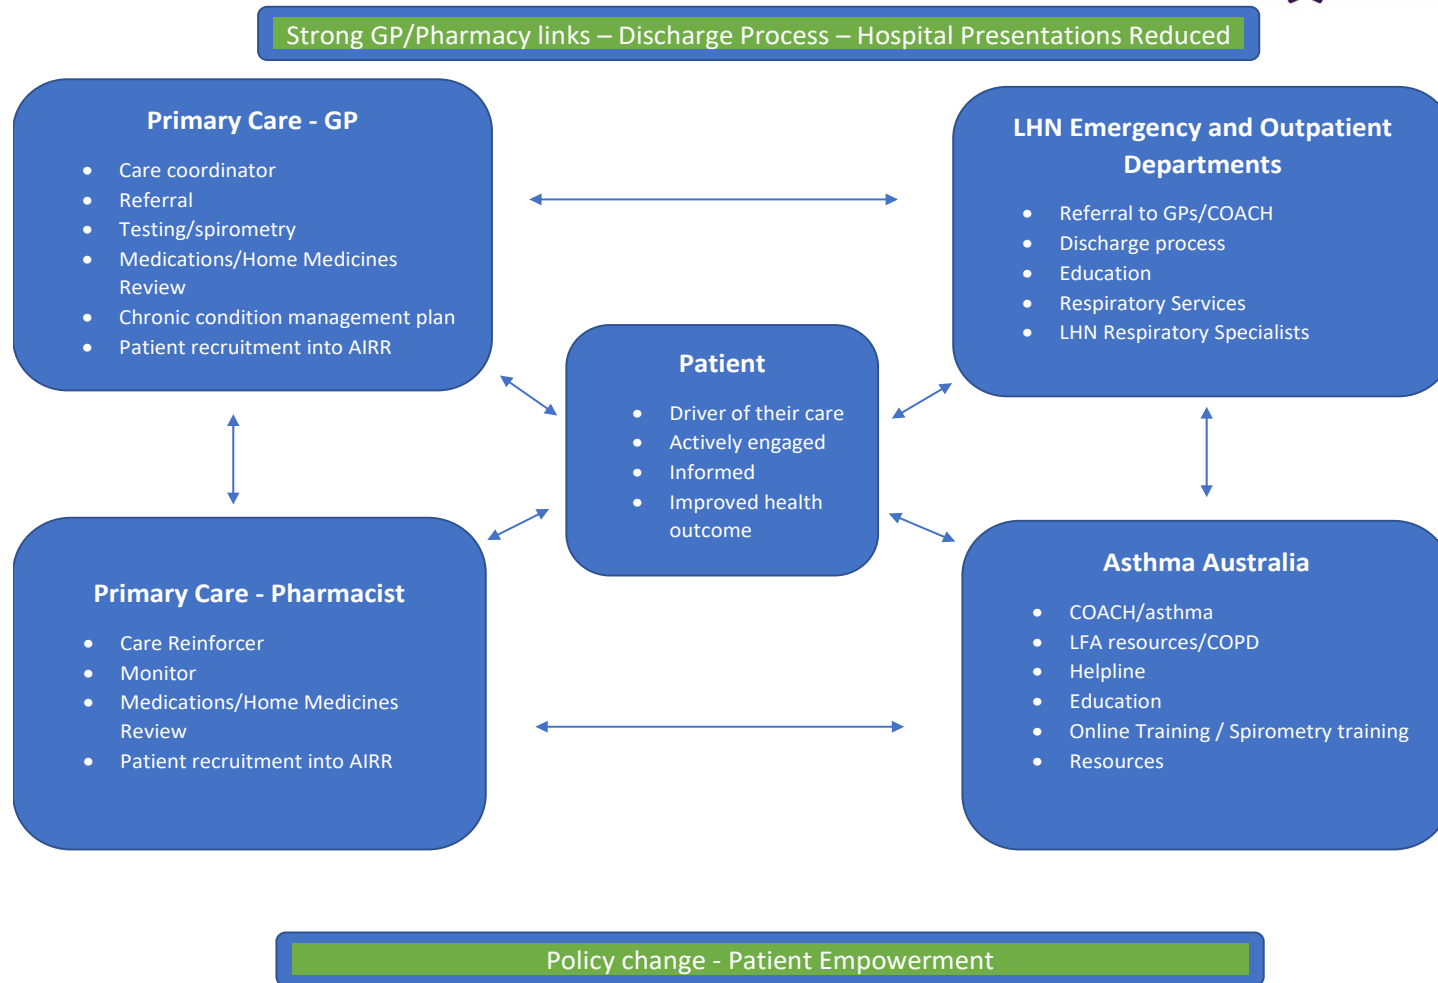 Strong GP/Pharmacy links – Discharge Process – Hospital Presentations Reduced
Primary Care - GP
• Care coordinator
• Referral
• Testing/spirometry
• Medications/Home Medicines
Review
• Chronic condition management plan
• Patient recruitment into AIRR
LHN Emergency and Outpatient
Departments
• Referral to GPs/COACH
• Discharge process
• Education
• Respiratory Services
• LHN Respiratory Specialists
Patient
• Driver of their care
• Actively engaged
• Informed
• Improved health
outcome
Primary Care - Pharmacist
• Care Reinforcer
• Monitor
• Medications/Home Medicines
Review
• Patient recruitment into AIRR
Asthma Australia
• COACH/asthma
• LFA resources/COPD
• Helpline
• Education
• Online Training / Spirometry training
• Resources
Policy change - Patient Empowerment